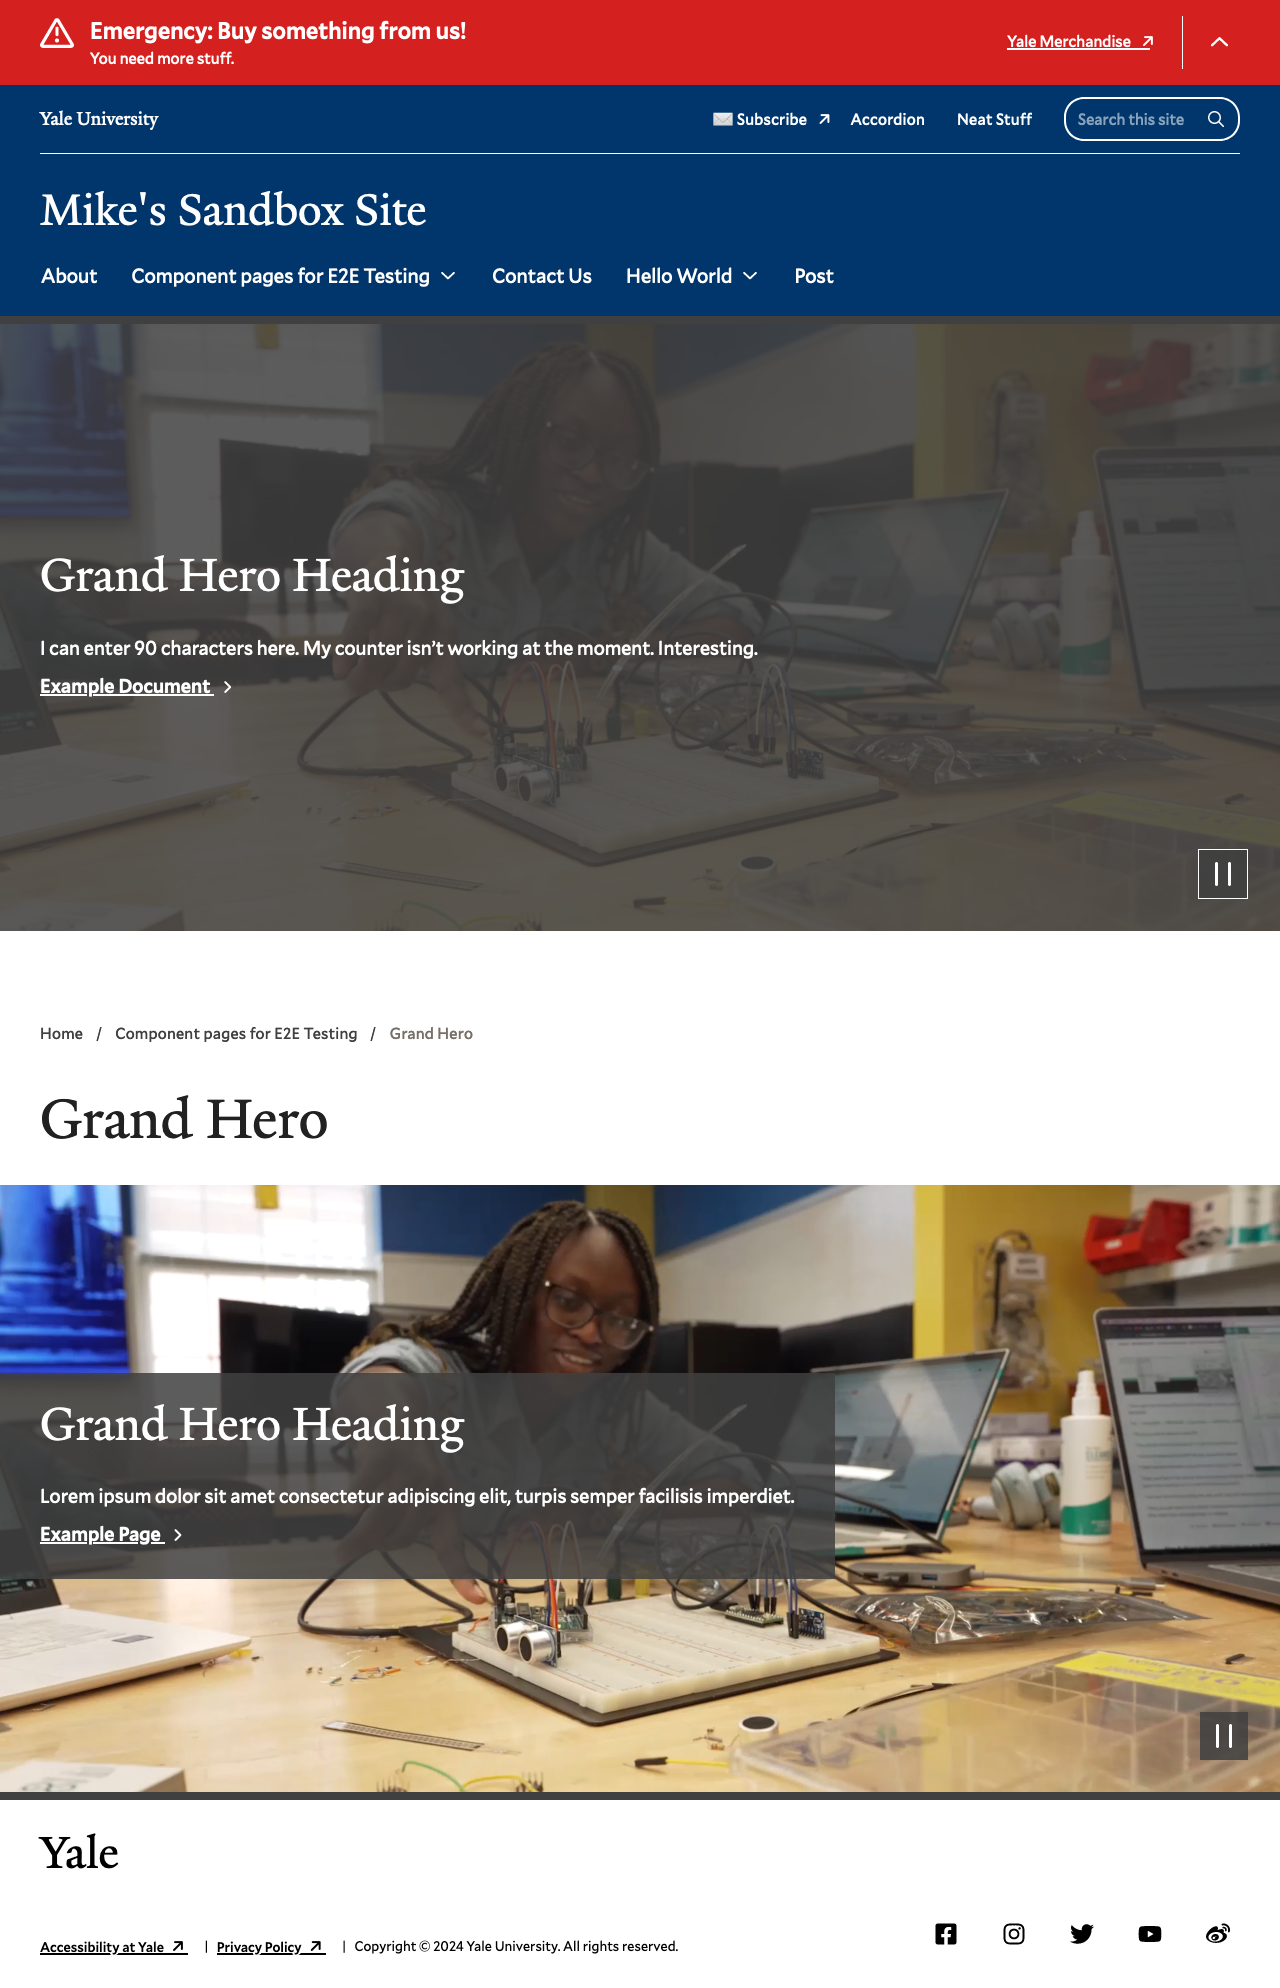 Emergency: Buy something from us!
You need more stuff.
Yale Merchandise
Yale University
Subscribe
Accordion
Neat Stuff
Search this site
Mike's Sandbox Site
About
Component pages for E2E Testing
Contact Us
Hello World
Post
Grand Hero Heading
I can enter 90 characters here. My counter isn't working at the moment. Interesting.
Example Document
Home / Component pages for E2E Testing / Grand Hero
Grand Hero
Grand Hero Heading
Lorem ipsum dolor sit amet consectetur adipiscing elit, turpis semper facilisis imperdiet.
Example Page
Yale
Accessibility at Yale | Privacy Policy | Copyright © 2024 Yale University. All rights reserved.